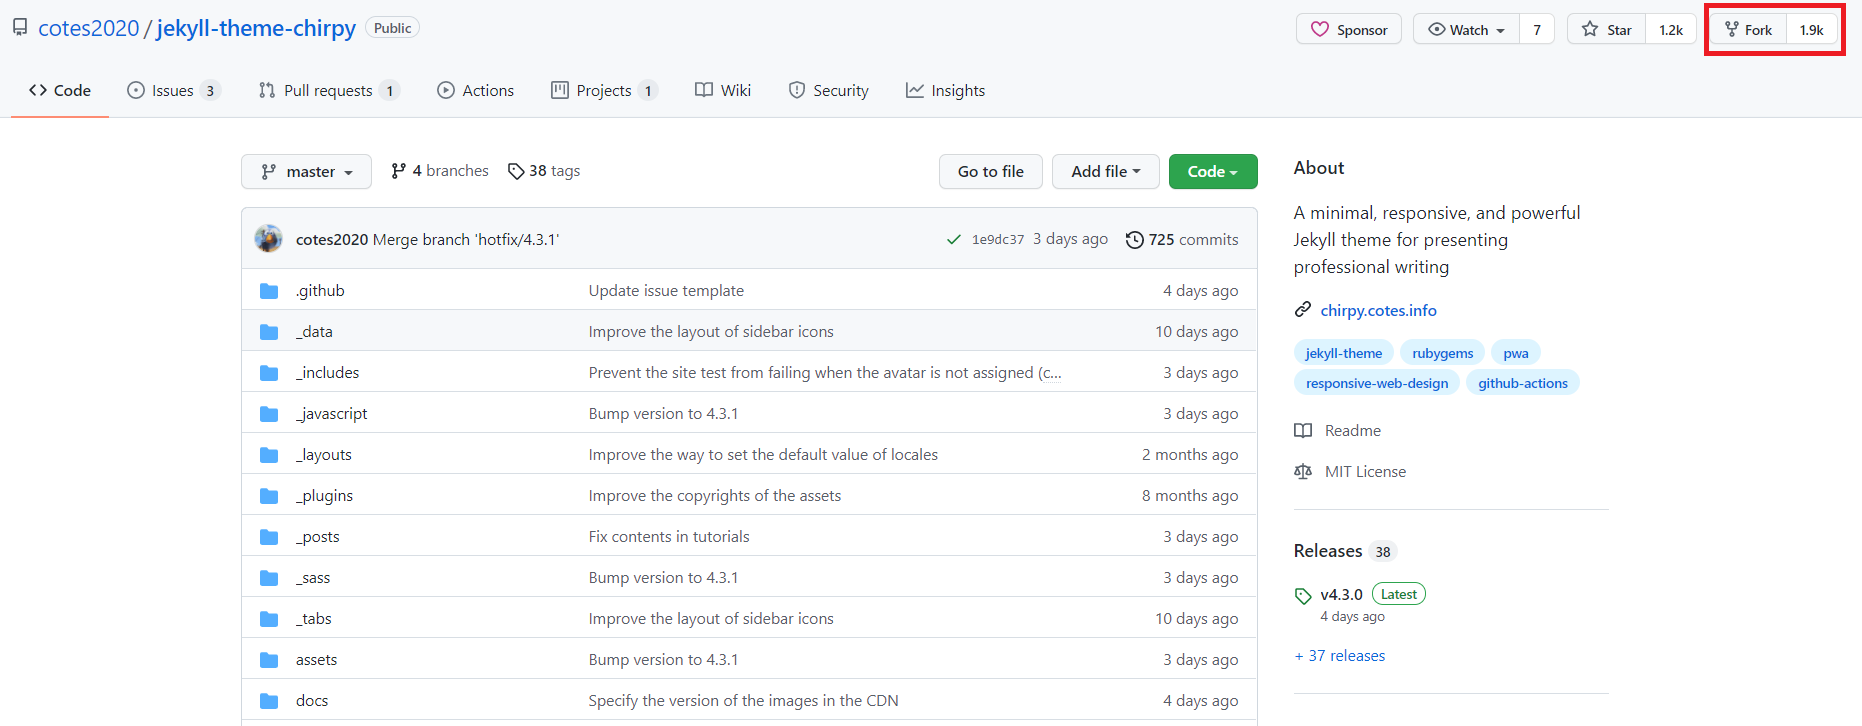 cotes2020 / jekyll-theme-chirpy Public
Sponsor Watch 7 Star 1.2k Fork 1.9k
Code Issues 3 Pull requests 1 Actions Projects 1 Wiki Security Insights
master 4 branches 38 tags Go to file Add file Code
cotes2020 Merge branch 'hotfix/4.3.1' 1e9dc37 3 days ago 725 commits
.github Update issue template 4 days ago
_data Improve the layout of sidebar icons 10 days ago
_includes Prevent the site test from failing when the avatar is not assigned (c... 3 days ago
_javascript Bump version to 4.3.1 3 days ago
_layouts Improve the way to set the default value of locales 2 months ago
_plugins Improve the copyrights of the assets 8 months ago
_posts Fix contents in tutorials 3 days ago
_sass Bump version to 4.3.1 3 days ago
_tabs Improve the layout of sidebar icons 10 days ago
assets Bump version to 4.3.1 3 days ago
docs Specify the version of the images in the CDN 4 days ago
About
A minimal, responsive, and powerful
Jekyll theme for presenting
professional writing
chirpy.cotes.info
jekyll-theme rubygems pwa
responsive-web-design github-actions
Readme
MIT License
Releases 38
v4.3.0 Latest
4 days ago
+ 37 releases